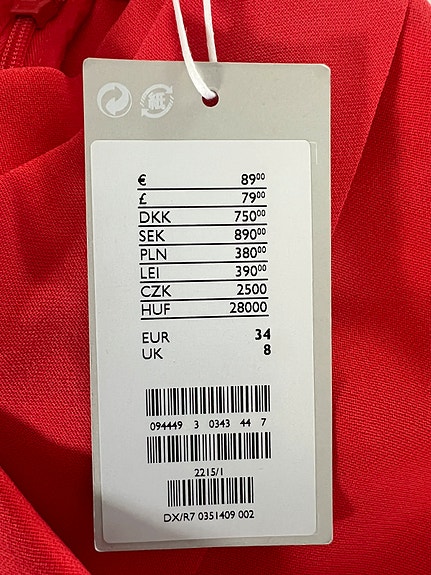 紙
€ 89⁰⁰
£ 79⁰⁰
DKK 750⁰⁰
SEK 890⁰⁰
PLN 380⁰⁰
LEI 390⁰⁰
CZK 2500
HUF 28000
EUR 34
UK 8
094449 3 0343 44 7
2215/1
DX/R7 0351409 002